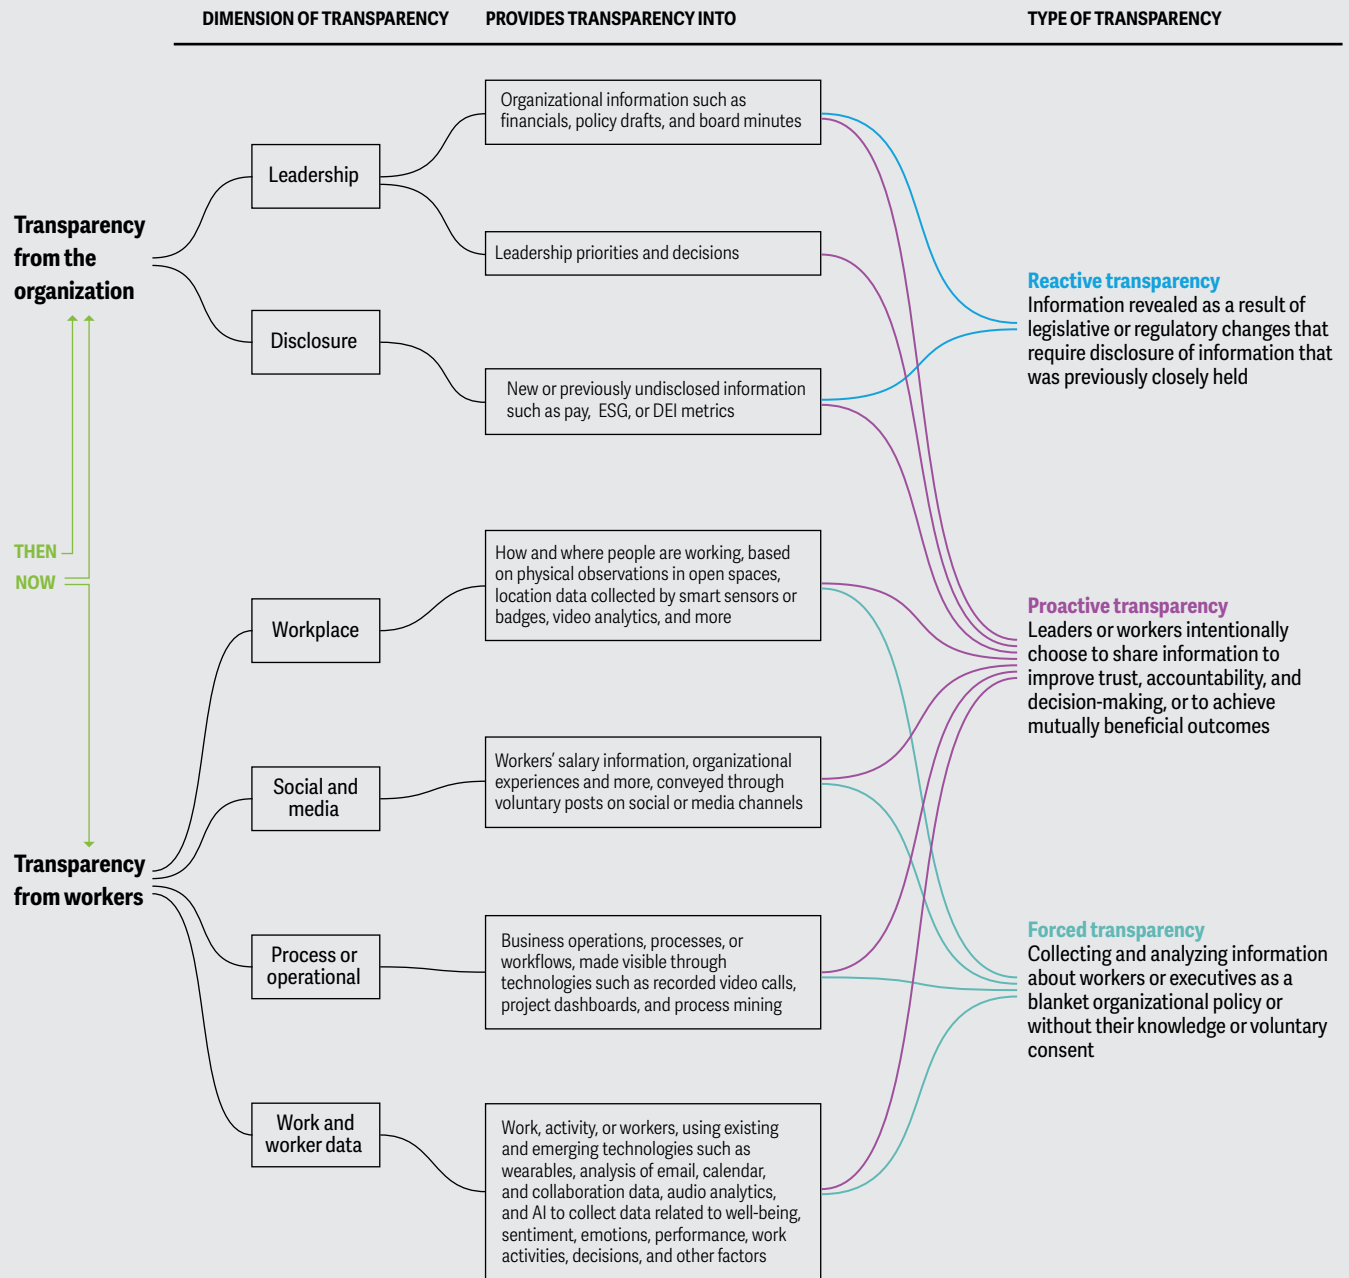 DIMENSION OF TRANSPARENCY
PROVIDES TRANSPARENCY INTO
TYPE OF TRANSPARENCY
Transparency
from the
organization
Leadership
Organizational information such as
financials, policy drafts, and board minutes
Leadership priorities and decisions
Disclosure
New or previously undisclosed information
such as pay, ESG, or DEI metrics
Reactive transparency
Information revealed as a result of
legislative or regulatory changes that
require disclosure of information that
was previously closely held
THEN
NOW
Transparency
from workers
Workplace
How and where people are working, based
on physical observations in open spaces,
location data collected by smart sensors or
badges, video analytics, and more
Social and
media
Workers’ salary information, organizational
experiences and more, conveyed through
voluntary posts on social or media channels
Process or
operational
Business operations, processes, or
workflows, made visible through
technologies such as recorded video calls,
project dashboards, and process mining
Work and
worker data
Work, activity, or workers, using existing
and emerging technologies such as
wearables, analysis of email, calendar,
and collaboration data, audio analytics,
and AI to collect data related to well-being,
sentiment, emotions, performance, work
activities, decisions, and other factors
Proactive transparency
Leaders or workers intentionally
choose to share information to
improve trust, accountability, and
decision-making, or to achieve
mutually beneficial outcomes
Forced transparency
Collecting and analyzing information
about workers or executives as a
blanket organizational policy or
without their knowledge or voluntary
consent